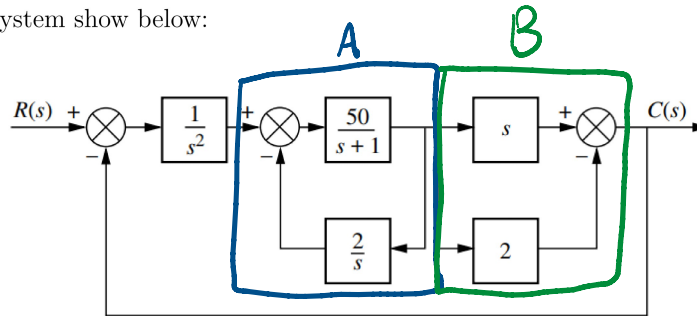 ystem show below:
A
B
R(s) + 1/s² + 50/(s + 1) s + C(s)
− − −
2/s 2